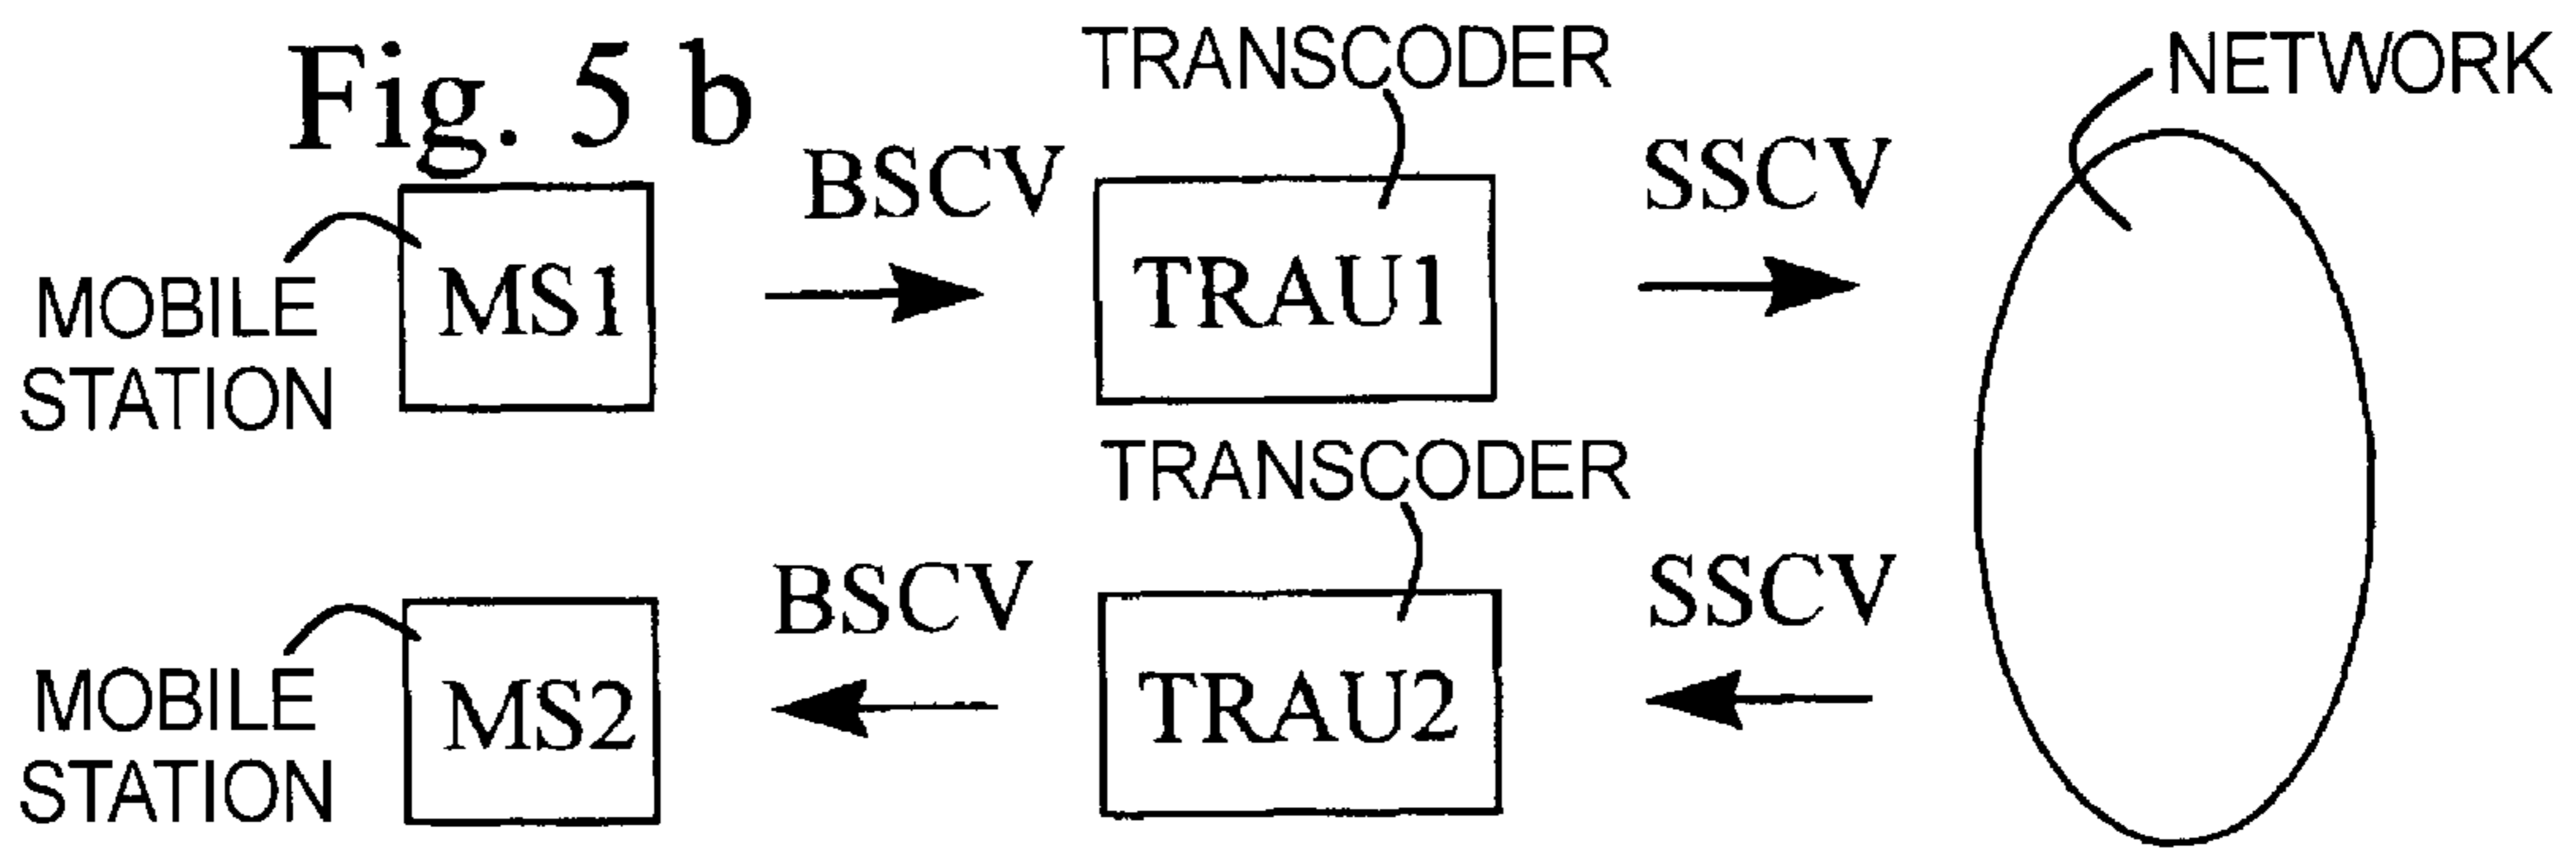 Fig. 5 b
TRANSCODER
NETWORK
BSCV
SSCV
MOBILE
STATION
MS1
TRAU1
TRANSCODER
BSCV
SSCV
MOBILE
STATION
MS2
TRAU2